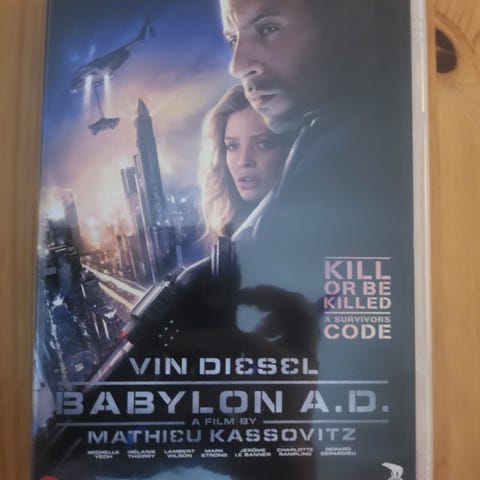 KILL
OR BE
KILLED
A SURVIVORS
CODE
VIN DIESEL
BABYLON A.D.
A FILM BY
MATHIEU KASSOVITZ
MICHELLE YEOH MÉLANIE THIERRY LAMBERT WILSON MARK STRONG JÉRÔME LE BANNER CHARLOTTE RAMPLING GÉRARD DEPARDIEU